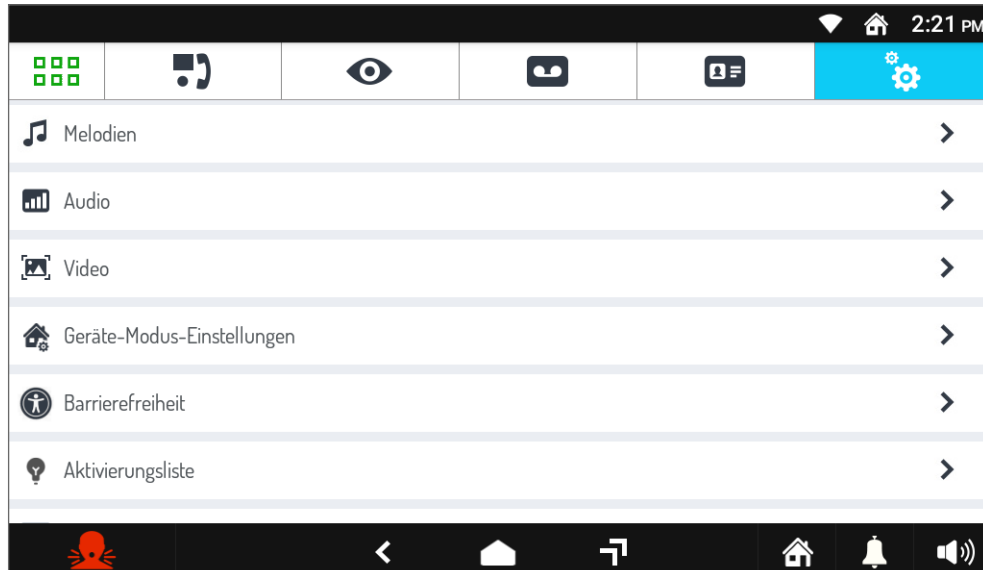 2:21 PM
Melodien
Audio
Video
Geräte-Modus-Einstellungen
Barrierefreiheit
Aktivierungsliste